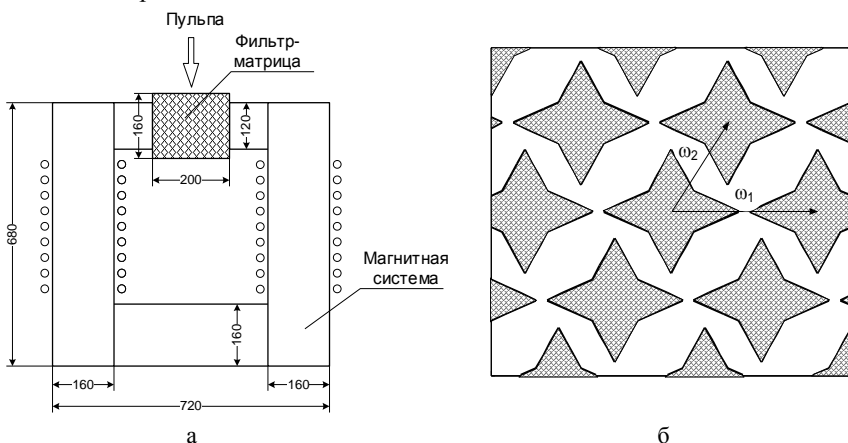 Пульпа
Фильтр-
матрица
160
120
200
680
Магнитная
система
160
160
160
720
а
ω2
ω1
б